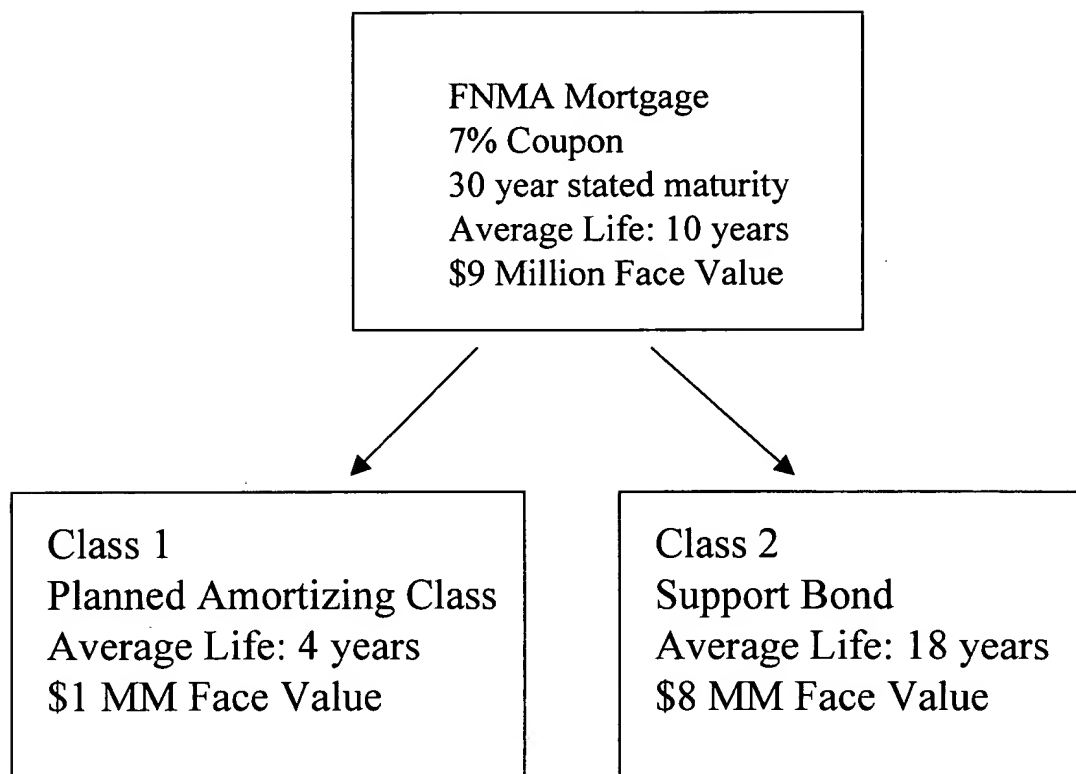 FNMA Mortgage
7% Coupon
30 year stated maturity
Average Life: 10 years
$9 Million Face Value
Class 1
Planned Amortizing Class
Average Life: 4 years
$1 MM Face Value
Class 2
Support Bond
Average Life: 18 years
$8 MM Face Value